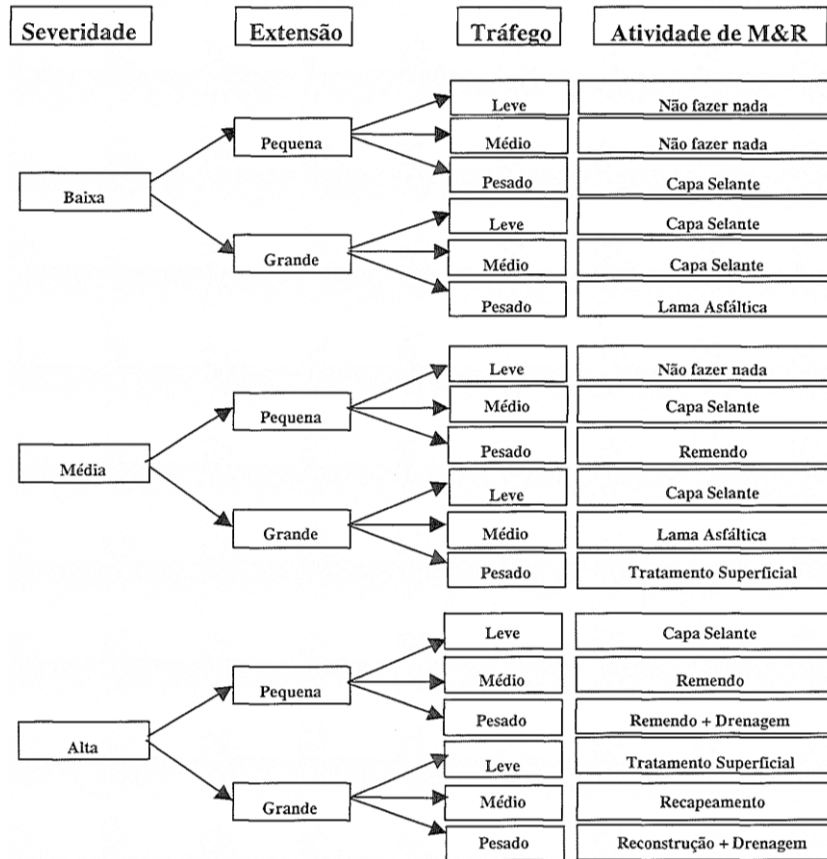 Severidade Extensão Tráfego Atividade de M&R
Leve Não fazer nada
Pequena Médio Não fazer nada
Pesado Capa Selante
Baixa
Leve Capa Selante
Grande Médio Capa Selante
Pesado Lama Asfáltica
Leve Não fazer nada
Pequena Médio Capa Selante
Pesado Remendo
Média
Leve Capa Selante
Grande Médio Lama Asfáltica
Pesado Tratamento Superficial
Leve Capa Selante
Pequena Médio Remendo
Pesado Remendo + Drenagem
Alta
Leve Tratamento Superficial
Grande Médio Recapeamento
Pesado Reconstrução + Drenagem